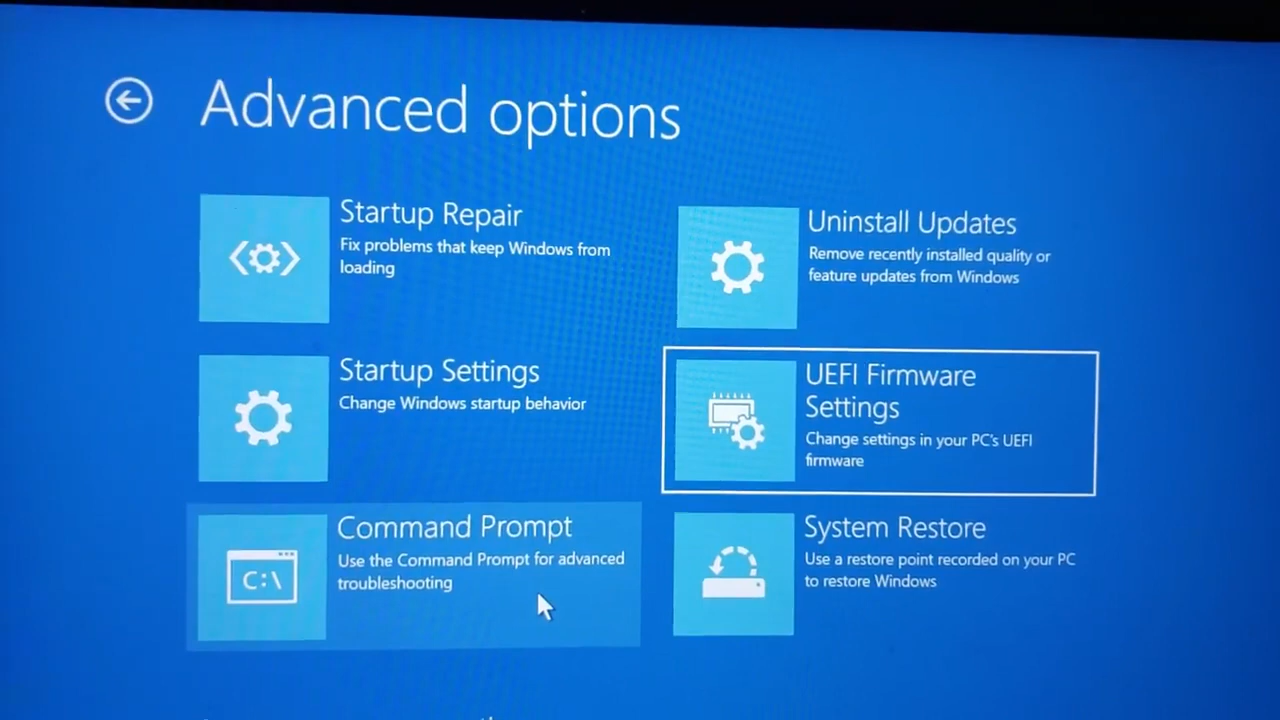 Advanced options
Startup Repair
Fix problems that keep Windows from
loading
Uninstall Updates
Remove recently installed quality or
feature updates from Windows
Startup Settings
Change Windows startup behavior
UEFI Firmware
Settings
Change settings in your PC's UEFI
firmware
C:\
Command Prompt
Use the Command Prompt for advanced
troubleshooting
System Restore
Use a restore point recorded on your PC
to restore Windows